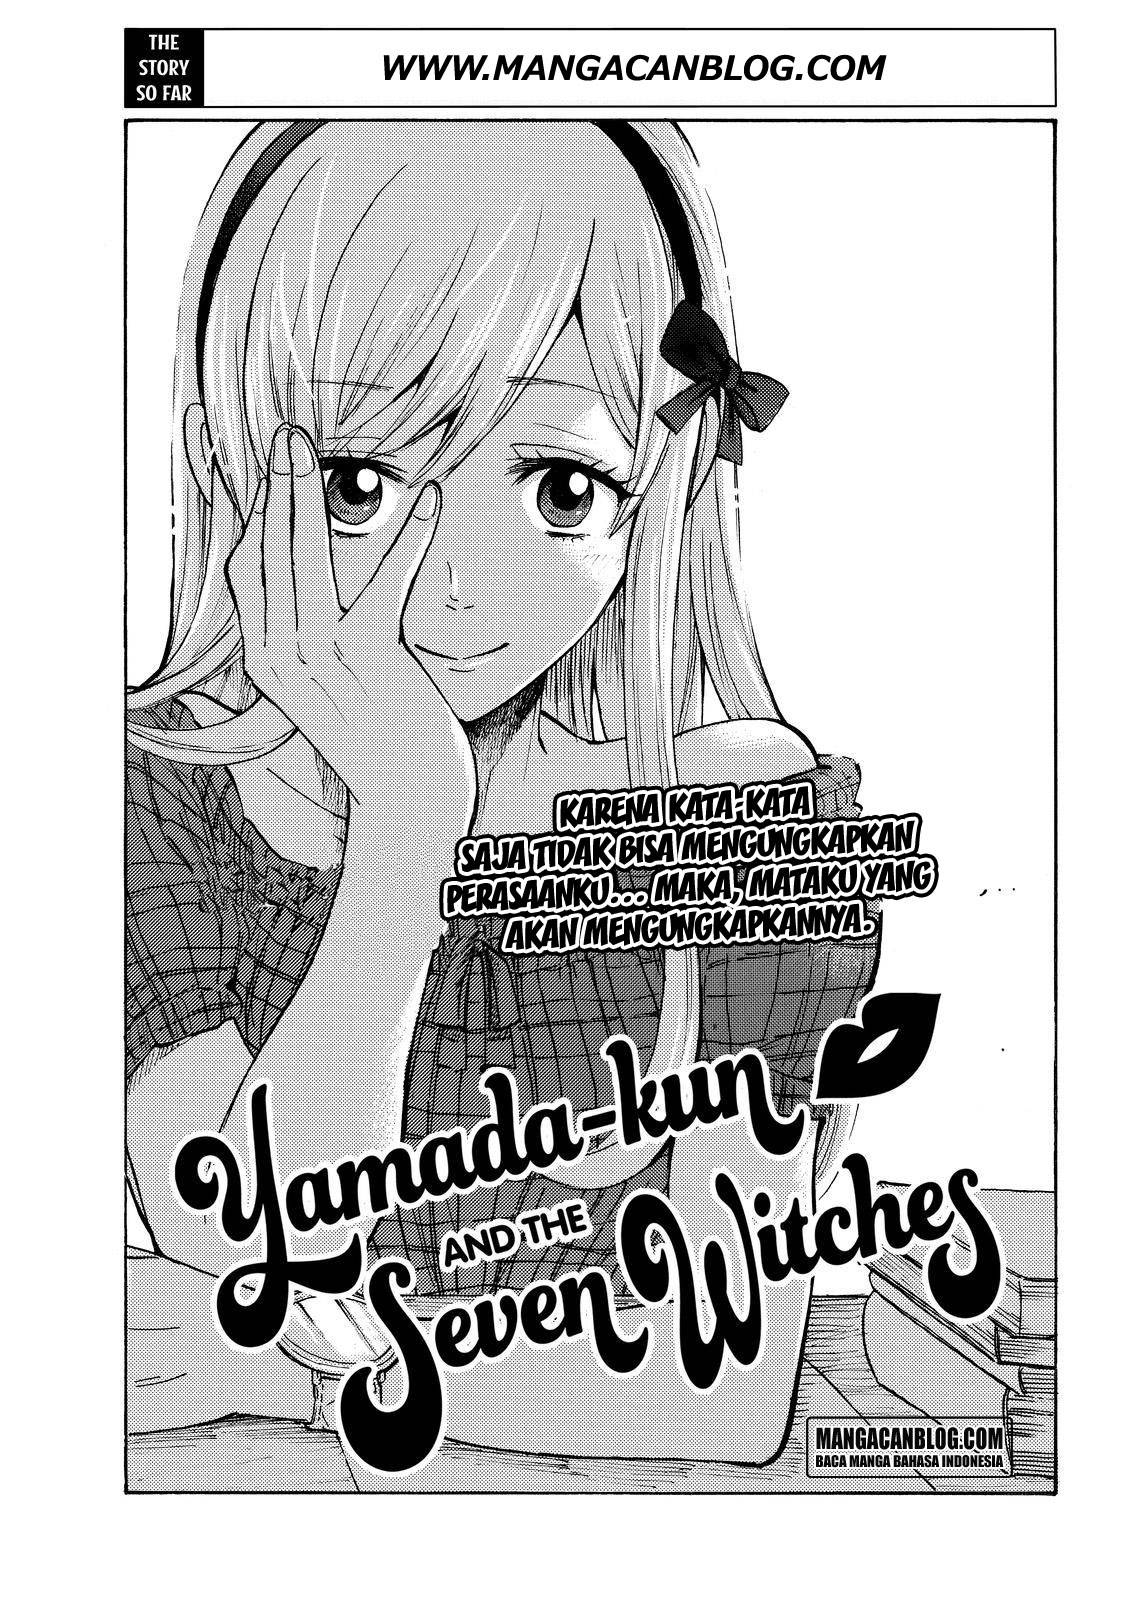 THE
STORY
SO FAR
WWW.MANGACANBLOG.COM
KARENA KATA-KATA
SAJA TIDAK BISA MENGUNGKAPKAN
PERASAANKU... MAKA, MATAKU YANG
AKAN MENGUNGKAPKANNYA.
Yamada-kun
AND THE
Seven Witches
MANGACANBLOG.COM
BACA MANGA BAHASA INDONESIA